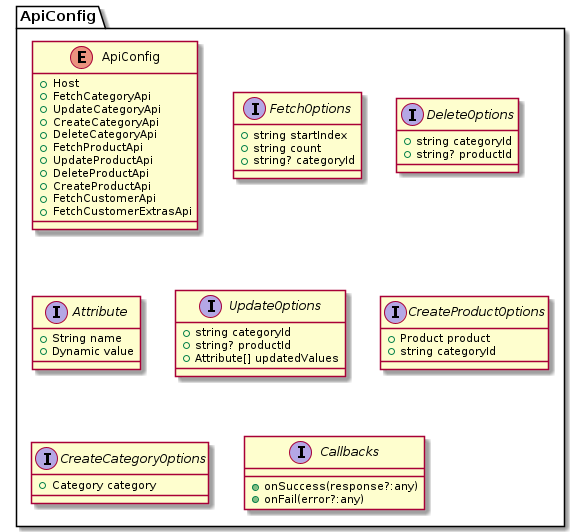 ApiConfig
E ApiConfig
Host
FetchCategoryApi
UpdateCategoryApi
CreateCategoryApi
DeleteCategoryApi
FetchProductApi
UpdateProductApi
DeleteProductApi
CreateProductApi
FetchCustomerApi
FetchCustomerExtrasApi
I FetchOptions
string startIndex
string count
string? categoryId
I DeleteOptions
string categoryId
string? productId
I Attribute
String name
Dynamic value
I UpdateOptions
string categoryId
string? productId
Attribute[] updatedValues
I CreateProductOptions
Product product
string categoryId
I CreateCategoryOptions
Category category
I Callbacks
onSuccess(response?:any)
onFail(error?:any)